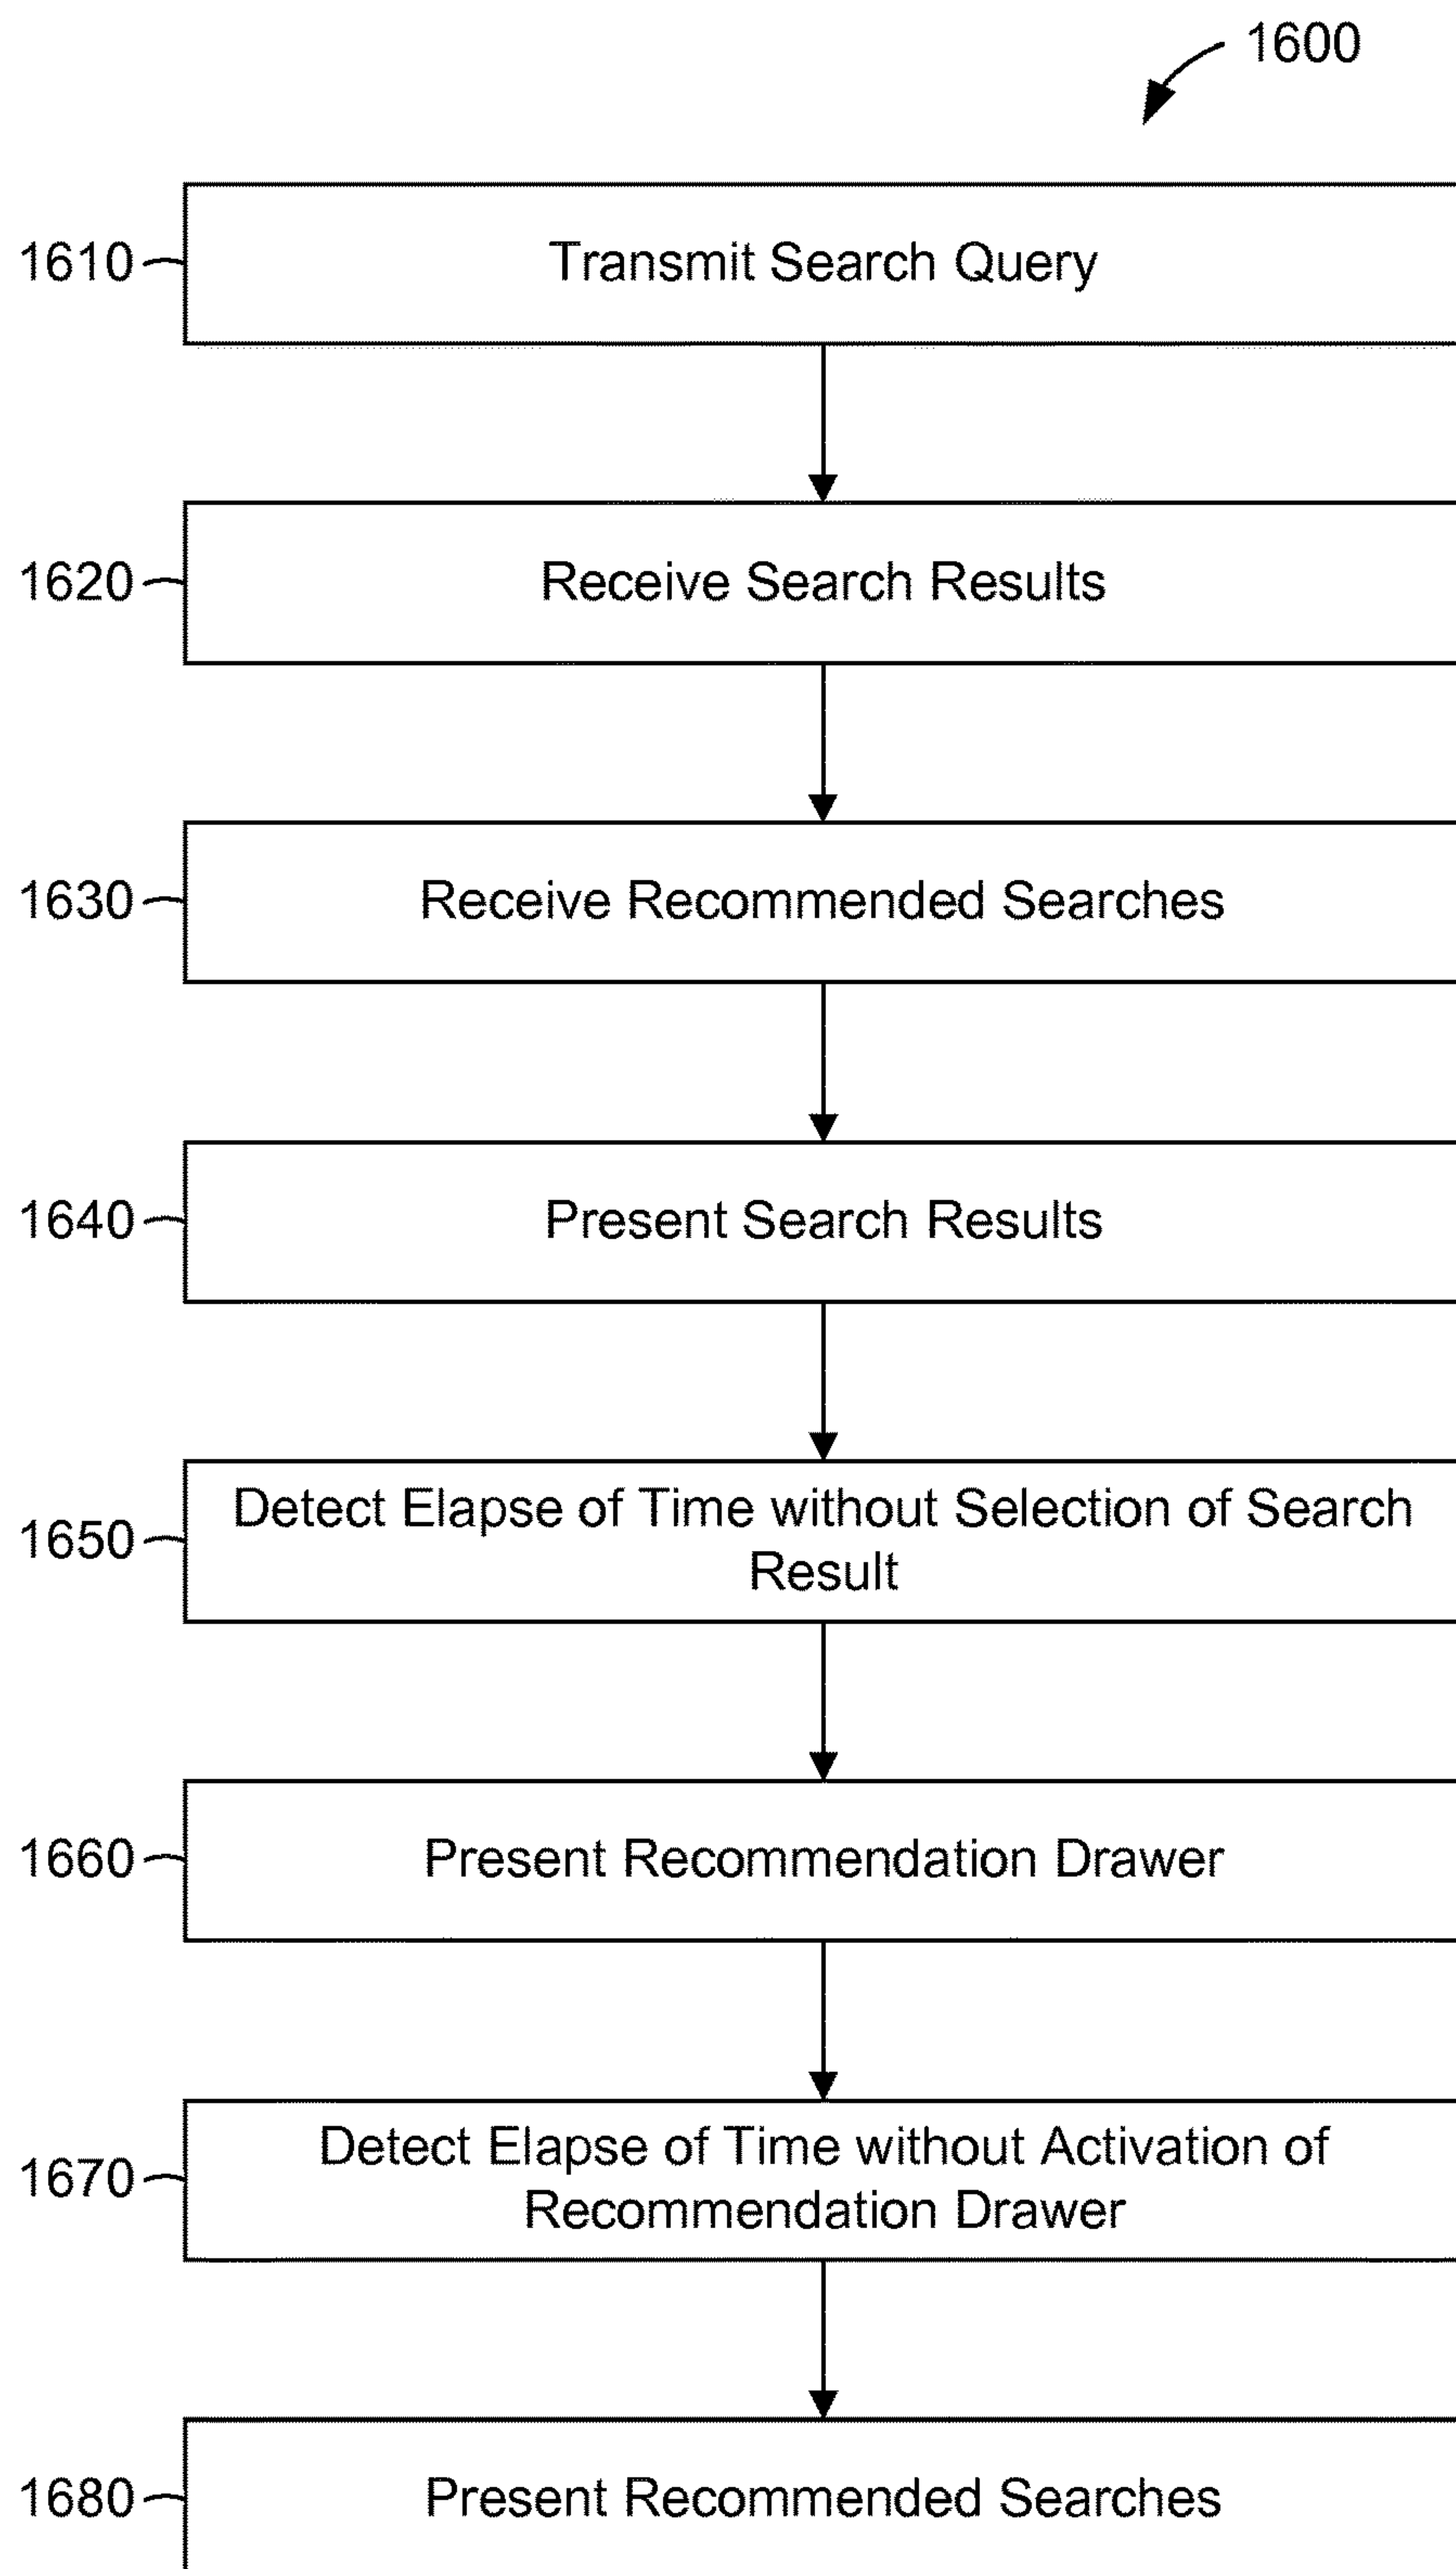 1600
1610
Transmit Search Query
1620
Receive Search Results
1630
Receive Recommended Searches
1640
Present Search Results
1650
Detect Elapse of Time without Selection of Search
Result
1660
Present Recommendation Drawer
1670
Detect Elapse of Time without Activation of
Recommendation Drawer
1680
Present Recommended Searches